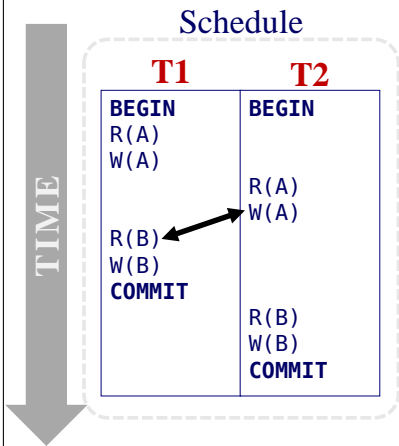 Schedule
TIME
T1 T2
BEGIN BEGIN
R(A)
W(A)
R(A)
W(A)
R(B)
W(B)
COMMIT
R(B)
W(B)
COMMIT